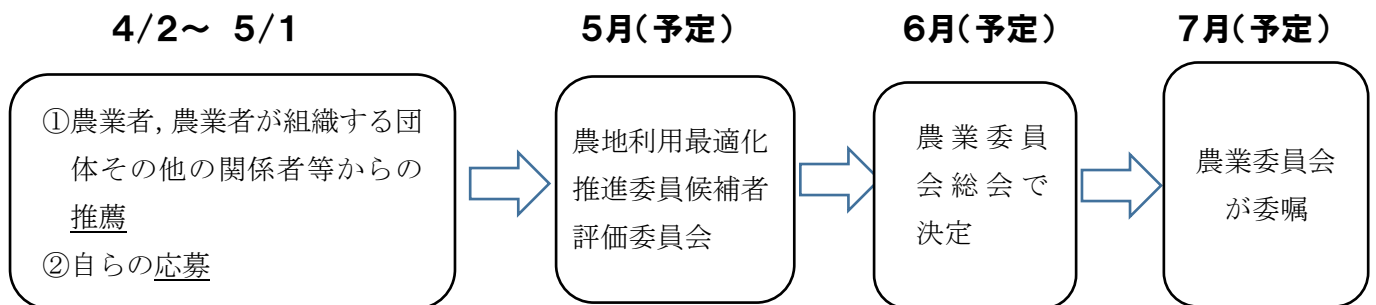 4/2～ 5/1
5月(予定)
6月(予定)
7月(予定)
①農業者,農業者が組織する団
体その他の関係者等からの
推薦
②自らの応募
農地利用最適化
推進委員候補者
評価委員会
農業委員
会総会で
決定
農業委員会
が委嘱